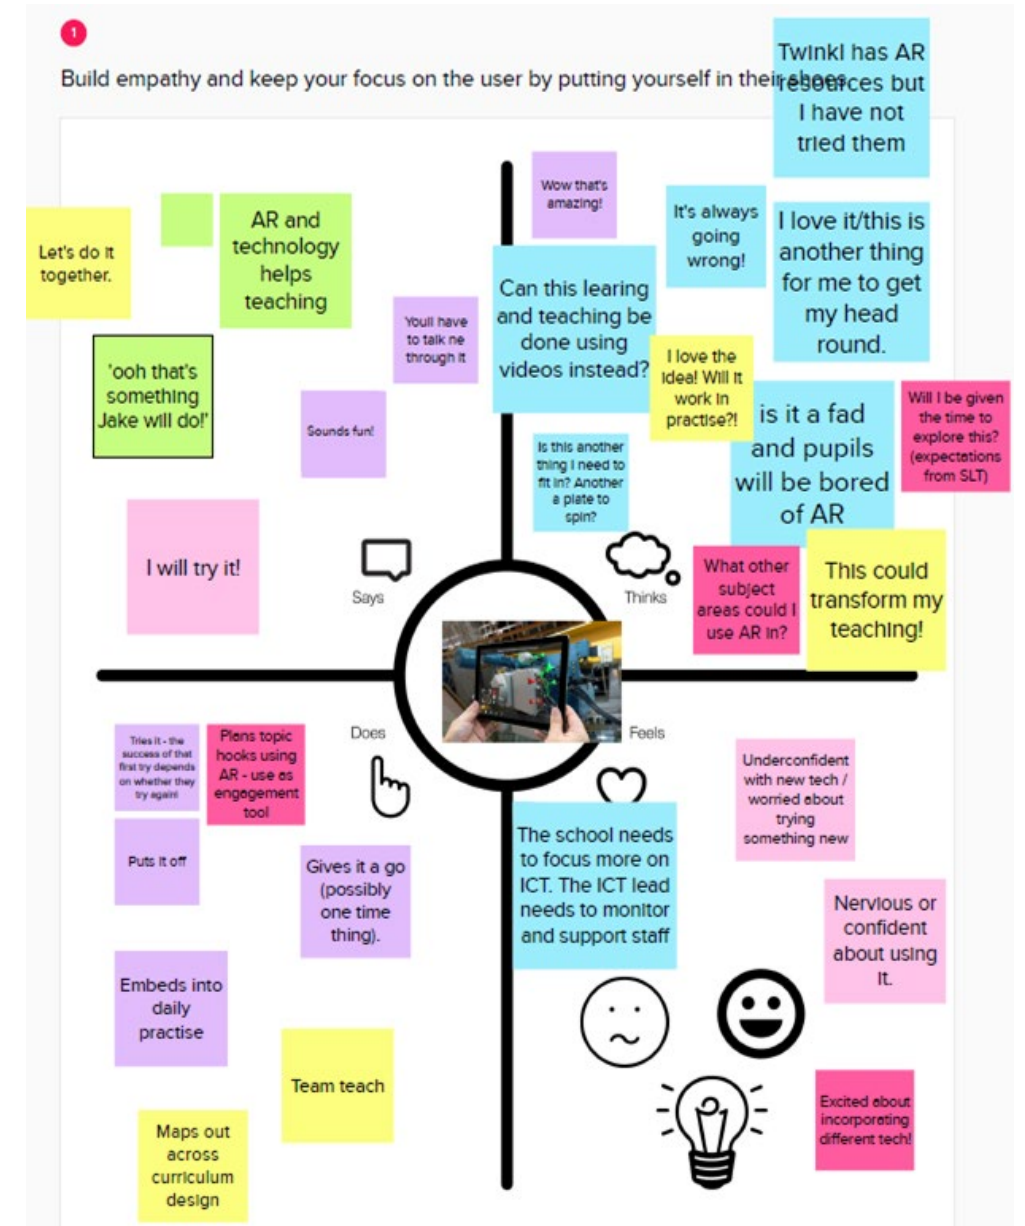 1
Build empathy and keep your focus on the user by putting yourself in their shoes
Twinkl has AR
resources but
I have not
tried them
Let's do it
together.
AR and
technology
helps
teaching
'ooh that's
something
Jake will do!'
Youll have
to talk ne
through it
Sounds fun!
I will try it!
Says
Wow that's
amazing!
It's always
going
wrong!
I love it/this is
another thing
for me to get
my head
round.
Can this learing
and teaching be
done using
videos instead?
I love the
idea! Will it
work in
practise?!
is it a fad
and pupils
will be bored
of AR
Will I be given
the time to
explore this?
(expectations
from SLT)
Is this another
thing I need to
fit in? Another
a plate to
spin?
Thinks
What other
subject
areas could I
use AR in?
This could
transform my
teaching!
Does
Tries it - the
success of that
first try depends
on whether they
try again!
Plans topic
hooks using
AR - use as
engagement
tool
Puts it off
Gives it a go
(possibly
one time
thing).
Embeds into
daily
practise
Team teach
Maps out
across
curriculum
design
Feels
Underconfident
with new tech /
worried about
trying
something new
The school needs
to focus more on
ICT. The ICT lead
needs to monitor
and support staff
Nervious or
confident
about using
it.
Excited about
incorporating
different tech!